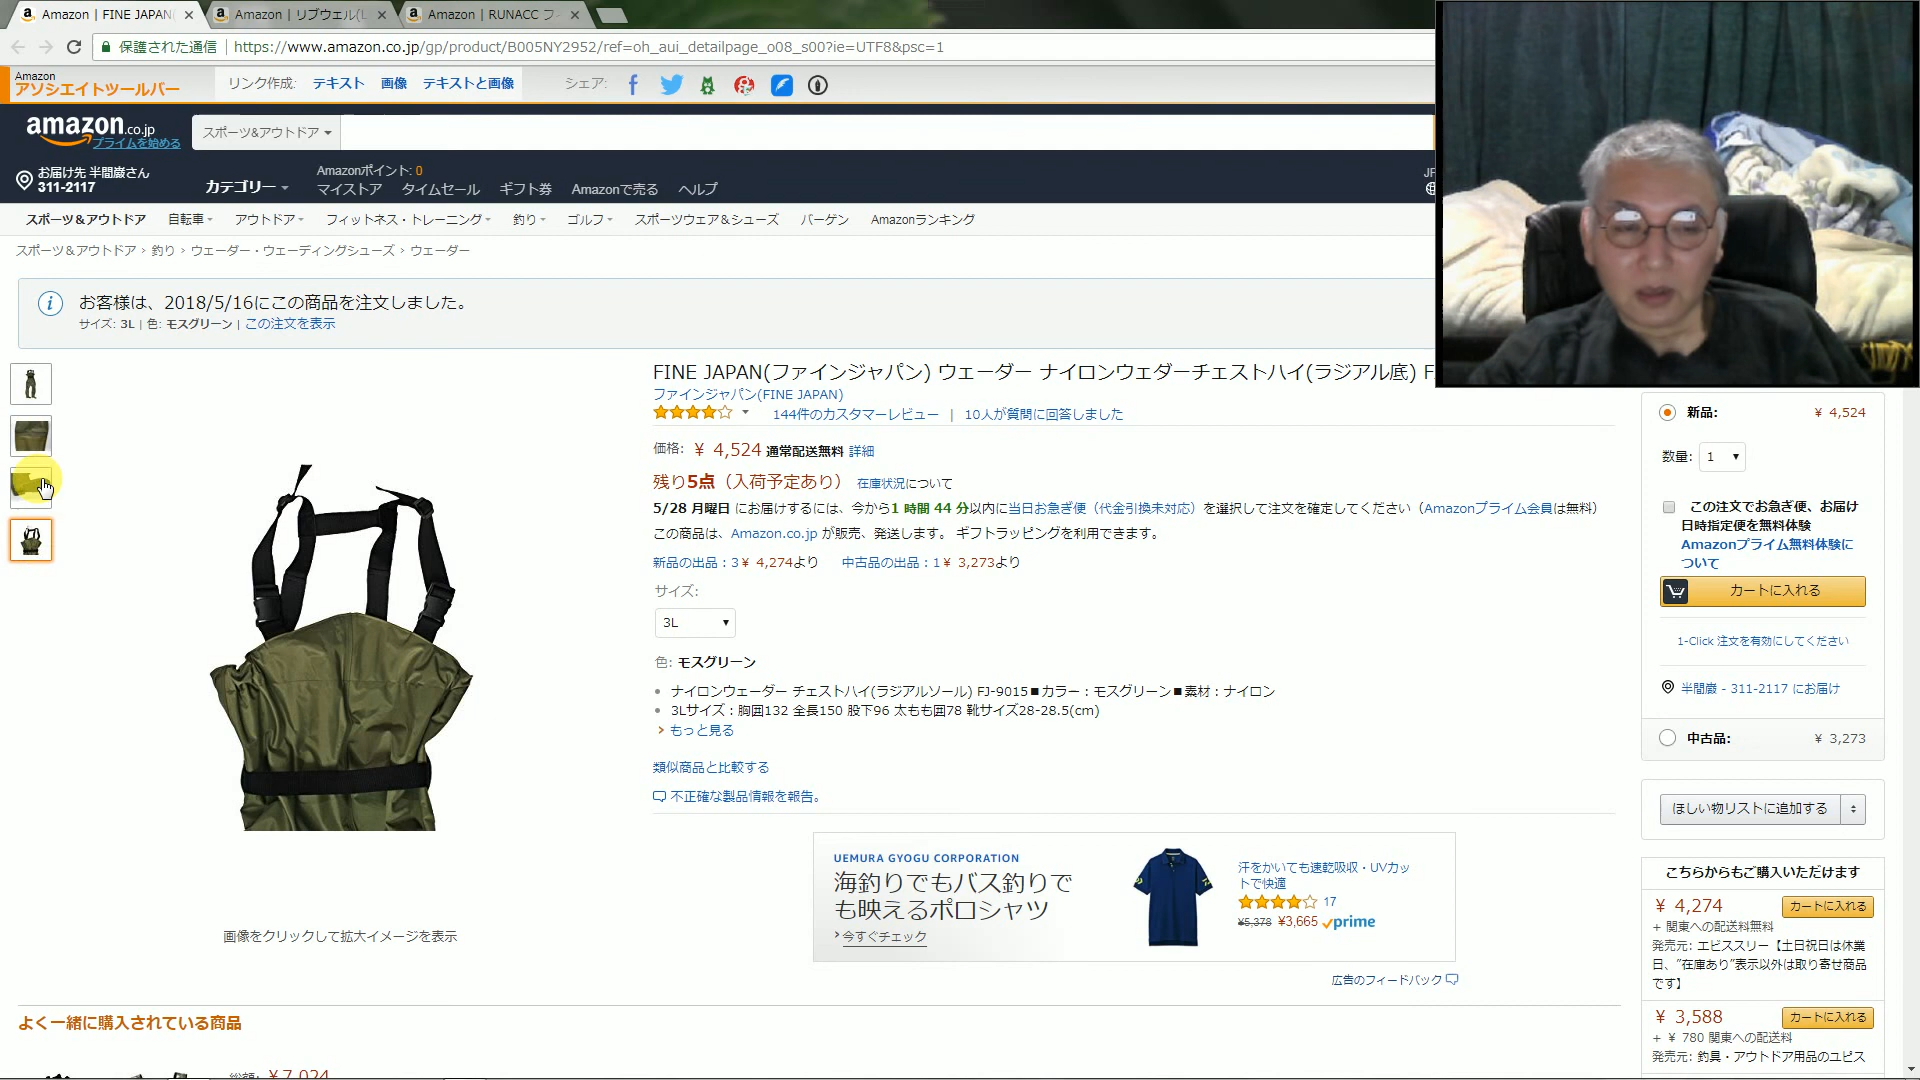 Amazon | FINE JAPAN(
Amazon | リブウェル(L
Amazon | RUNACC フ
保護された通信
https://www.amazon.co.jp/gp/product/B005NY2952/ref=oh_aui_detailpage_o08_s00?ie=UTF8&psc=1
Amazon
アソシエイトツールバー
リンク作成: テキスト 画像 テキストと画像
シェア:
amazon.co.jp
プライムを始める
スポーツ&アウトドア
お届け先 半間巌さん
311-2117
カテゴリー
Amazonポイント: 0
マイストア タイムセール ギフト券 Amazonで売る ヘルプ
スポーツ＆アウトドア 自転車 アウトドア フィットネス・トレーニング 釣り ゴルフ スポーツウェア＆シューズ バーゲン Amazonランキング
スポーツ＆アウトドア › 釣り › ウェーダー・ウェーディングシューズ › ウェーダー
お客様は、2018/5/16にこの商品を注文しました。
サイズ: 3L | 色: モスグリーン | この注文を表示
FINE JAPAN(ファインジャパン) ウェーダー ナイロンウェダーチェストハイ(ラジアル底) F
ファインジャパン(FINE JAPAN)
144件のカスタマーレビュー | 10人が質問に回答しました
価格: ￥ 4,524 通常配送無料 詳細
残り5点（入荷予定あり） 在庫状況について
5/28 月曜日 にお届けするには、今から1 時間 44 分以内に当日お急ぎ便（代金引換未対応）を選択して注文を確定してください（Amazonプライム会員は無料）
この商品は、Amazon.co.jp が販売、発送します。 ギフトラッピングを利用できます。
新品の出品：3￥ 4,274より 中古品の出品：1￥ 3,273より
サイズ:
3L
色: モスグリーン
ナイロンウェーダー チェストハイ(ラジアルソール) FJ-9015■カラー：モスグリーン■素材：ナイロン
3Lサイズ：胸囲132 全長150 股下96 太もも囲78 靴サイズ28-28.5(cm)
› もっと見る
類似商品と比較する
不正確な製品情報を報告。
画像をクリックして拡大イメージを表示
UEMURA GYOGU CORPORATION
海釣りでもバス釣りで
も映えるポロシャツ
› 今すぐチェック
汗をかいても速乾吸収・UVカッ
トで快適
17
¥5,378 ¥3,665 prime
広告のフィードバック
よく一緒に購入されている商品
￥7,024
新品: ￥ 4,524
数量: 1
この注文でお急ぎ便、お届け
日時指定便を無料体験
Amazonプライム無料体験に
ついて
カートに入れる
1-Click 注文を有効にしてください
半間巌 - 311-2117 にお届け
中古品: ￥ 3,273
ほしい物リストに追加する
こちらからもご購入いただけます
￥ 4,274 カートに入れる
+ 関東への配送料無料
発売元: エビススリー【土日祝日は休業
日、”在庫あり”表示以外は取り寄せ商品
です】
￥ 3,588 カートに入れる
+ ￥ 780 関東への配送料
発売元: 釣具・アウトドア用品のユピス